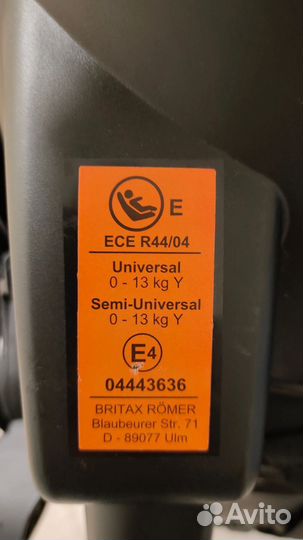 E
ECE R44/04
Universal
0 - 13 kg Y
Semi-Universal
0 - 13 kg Y
E4
04443636
BRITAX RÖMER
Blaubeurer Str. 71
D - 89077 Ulm
Avito